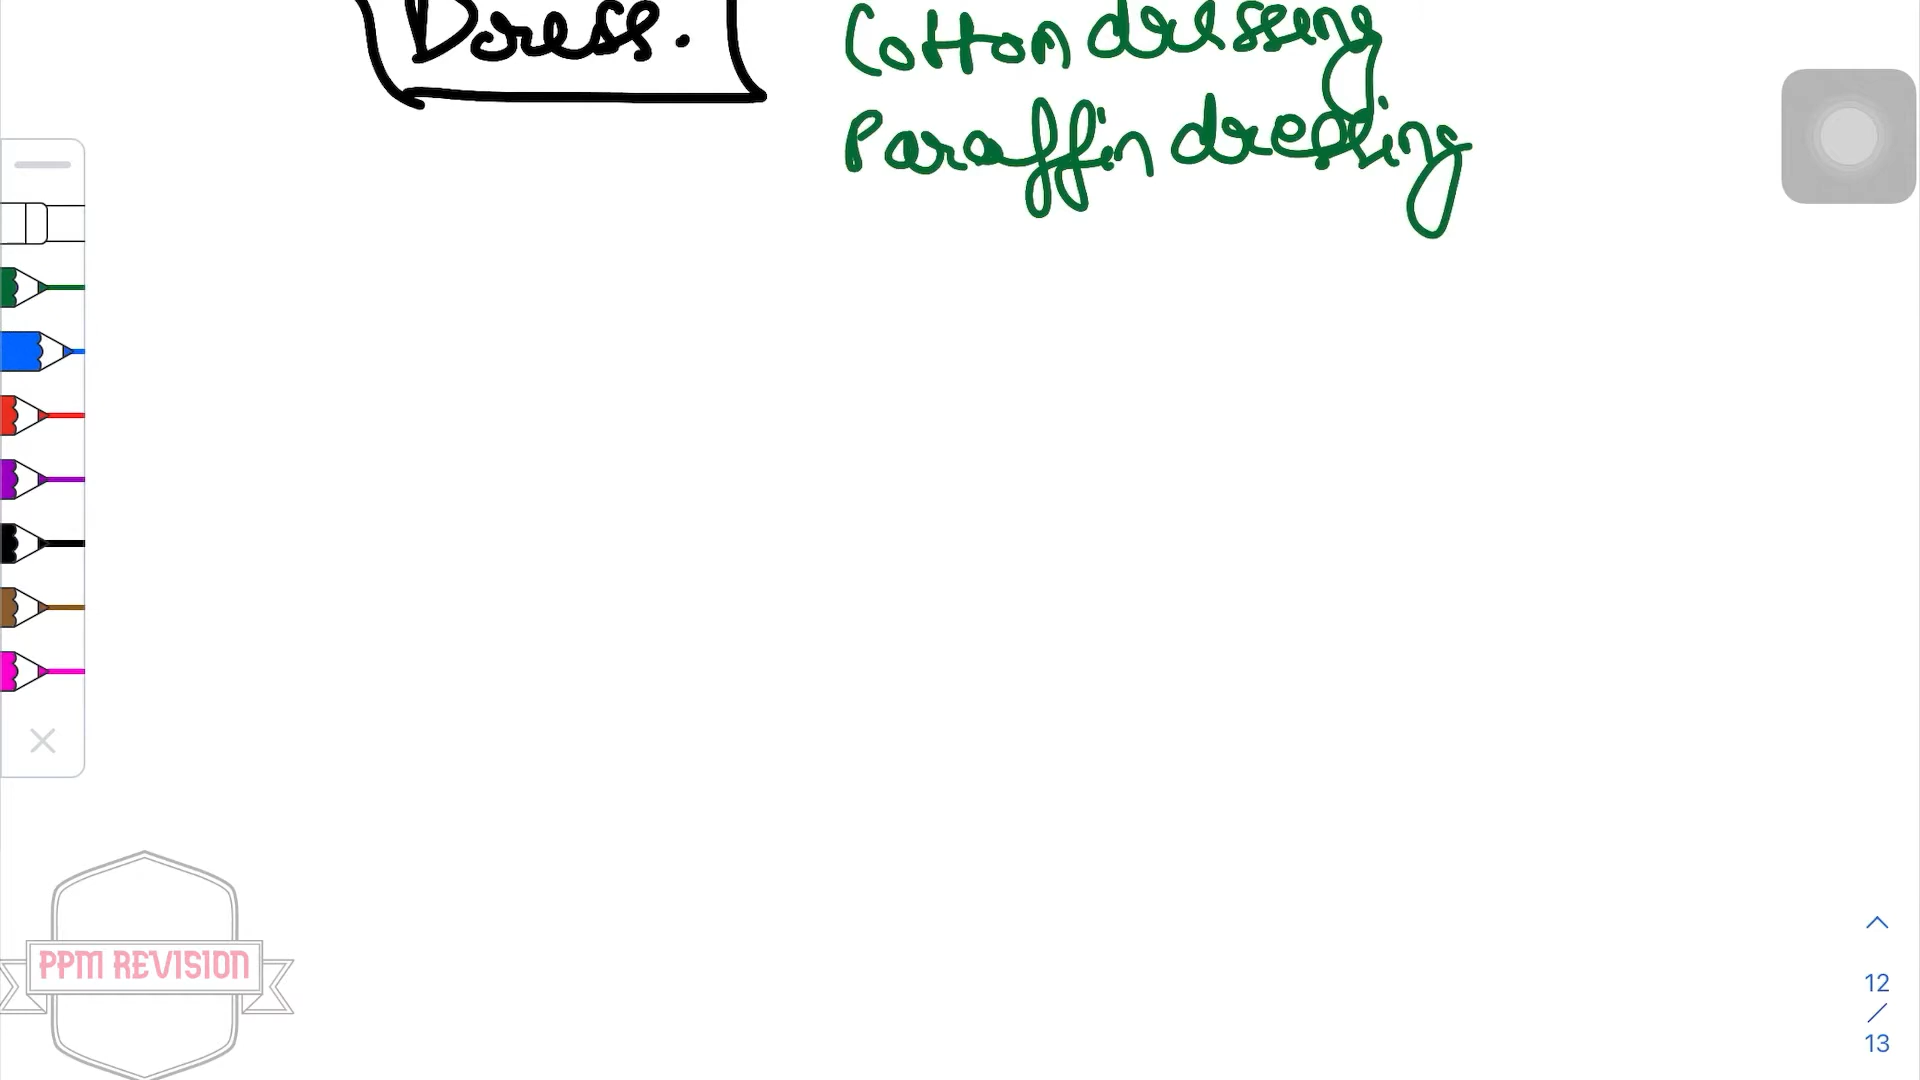 Dress.
Cotton dressing
Paraffin dressing
PPM REVISION
12
/
13